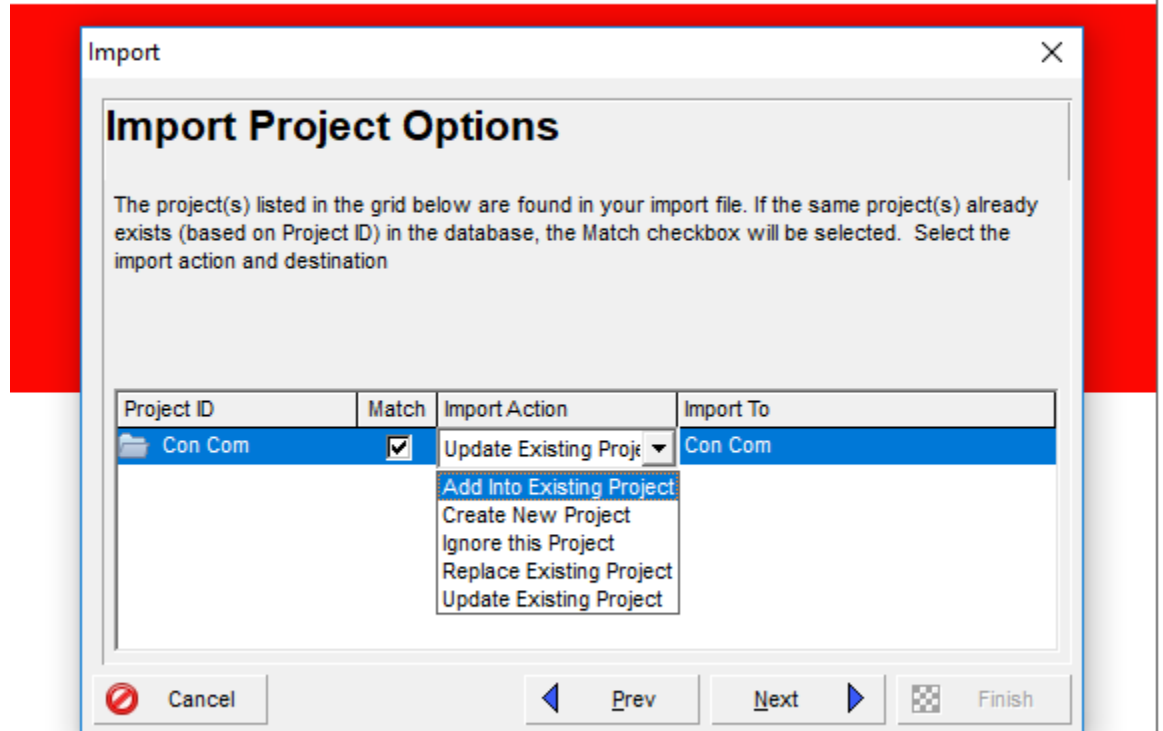 Import
Import Project Options
The project(s) listed in the grid below are found in your import file. If the same project(s) already
exists (based on Project ID) in the database, the Match checkbox will be selected.  Select the
import action and destination
Project ID Match Import Action Import To
Con Com Update Existing Proje Con Com
Add Into Existing Project
Create New Project
Ignore this Project
Replace Existing Project
Update Existing Project
Cancel Prev Next Finish